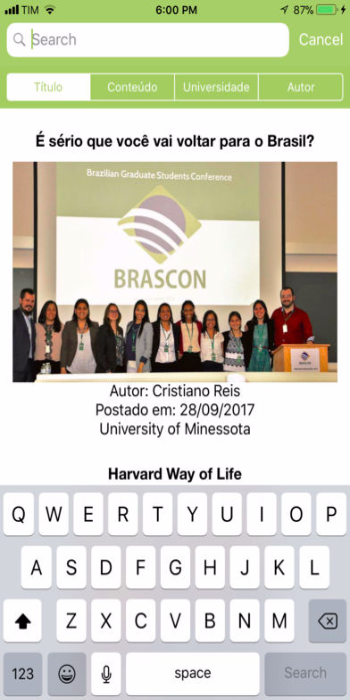 TIM 6:00 PM 87%
Search Cancel
Título Conteúdo Universidade Autor
É sério que você vai voltar para o Brasil?
Brazilian Graduate Students Conference
BRASCON
BRASCON
Autor: Cristiano Reis
Postado em: 28/09/2017
University of Minessota
Harvard Way of Life
Q W E R T Y U I O P
A S D F G H J K L
Z X C V B N M
123 space Search